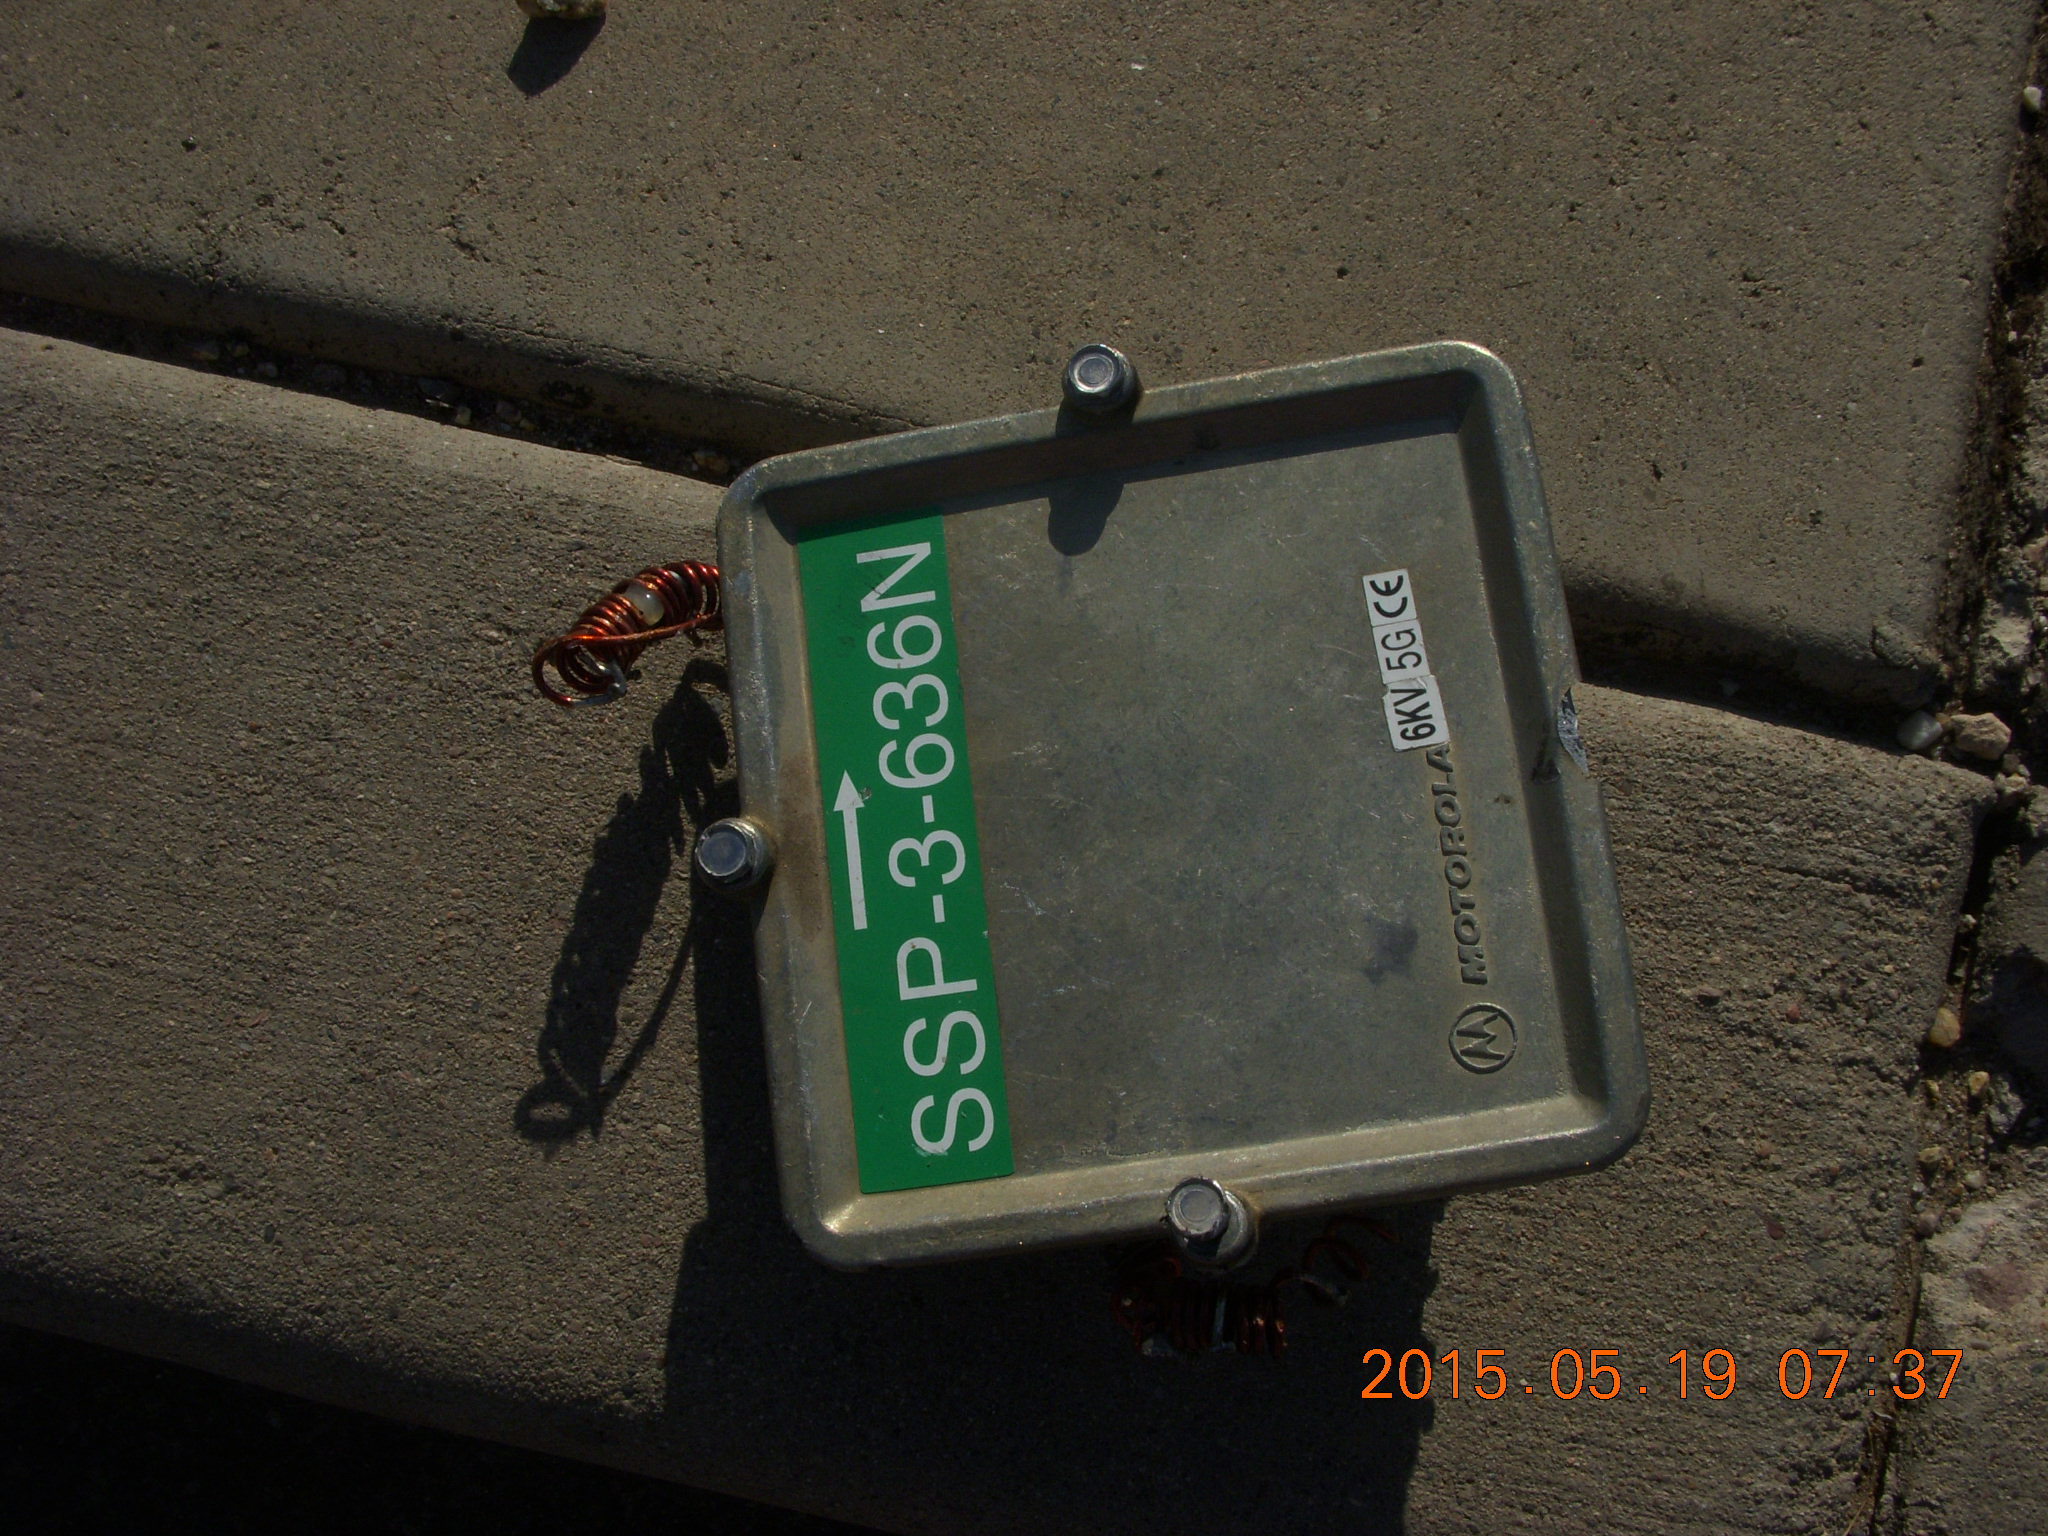 SSP-3-636N
6KV 5G CE
MOTOROLA
2015.05.19 07:37